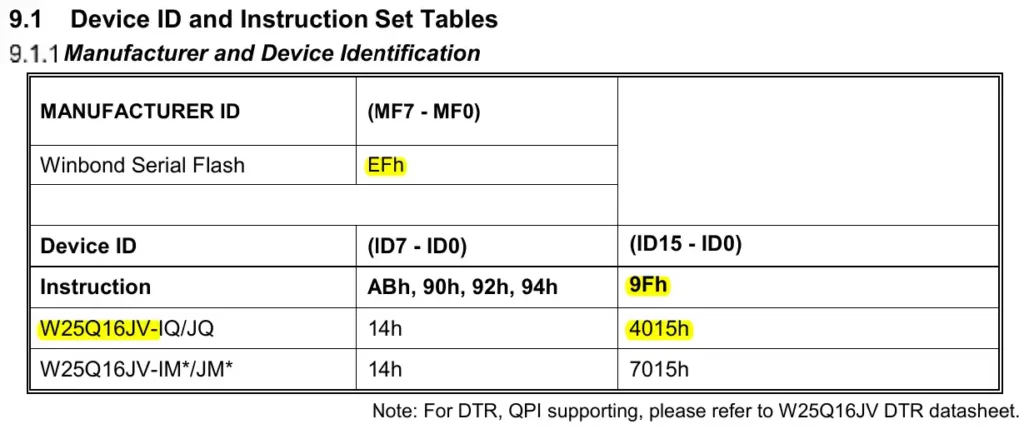 9.1 Device ID and Instruction Set Tables
9.1.1 Manufacturer and Device Identification
MANUFACTURER ID (MF7 - MF0)
Winbond Serial Flash EFh
Device ID (ID7 - ID0) (ID15 - ID0)
Instruction ABh, 90h, 92h, 94h 9Fh
W25Q16JV-IQ/JQ 14h 4015h
W25Q16JV-IM*/JM* 14h 7015h
Note: For DTR, QPI supporting, please refer to W25Q16JV DTR datasheet.